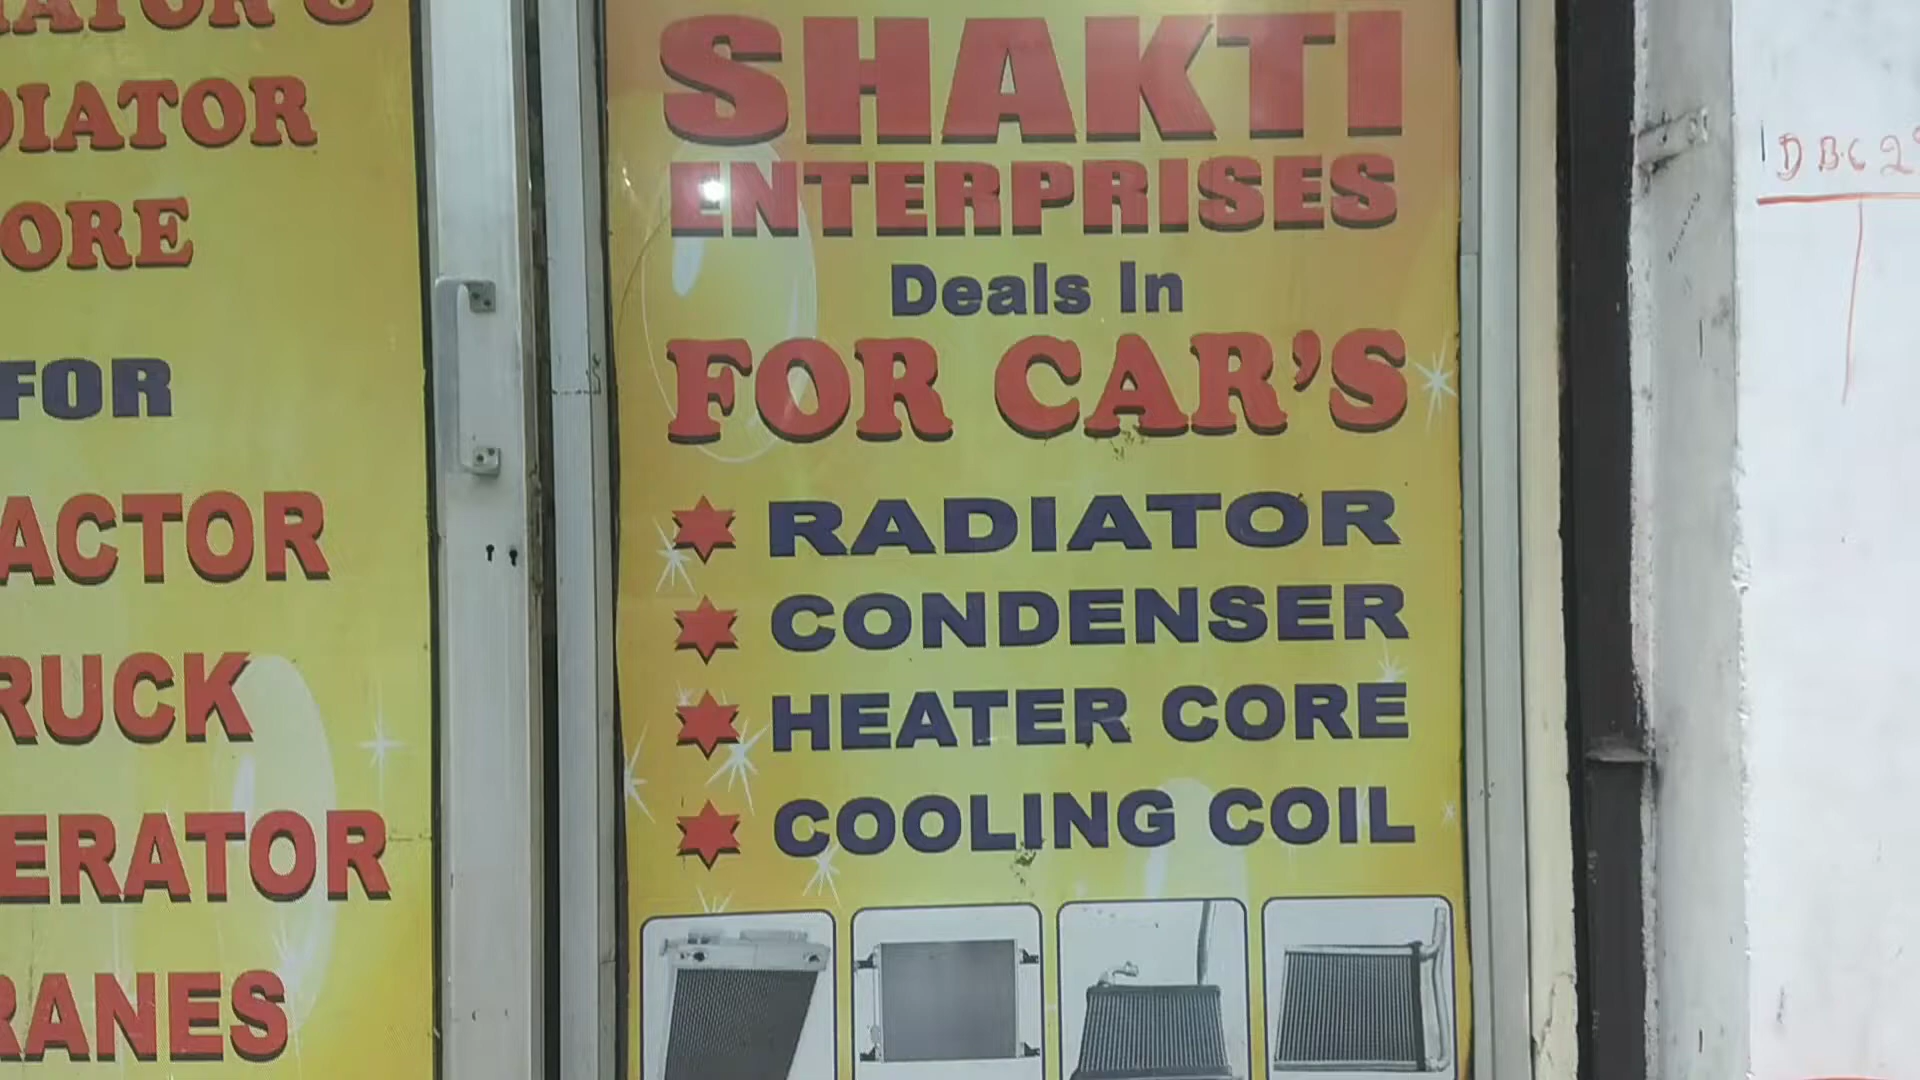 DIATOR
ORE
FOR
ACTOR
RUCK
ERATOR
RANES
SHAKTI
ENTERPRISES
Deals In
FOR CAR'S
RADIATOR
CONDENSER
HEATER CORE
COOLING COIL